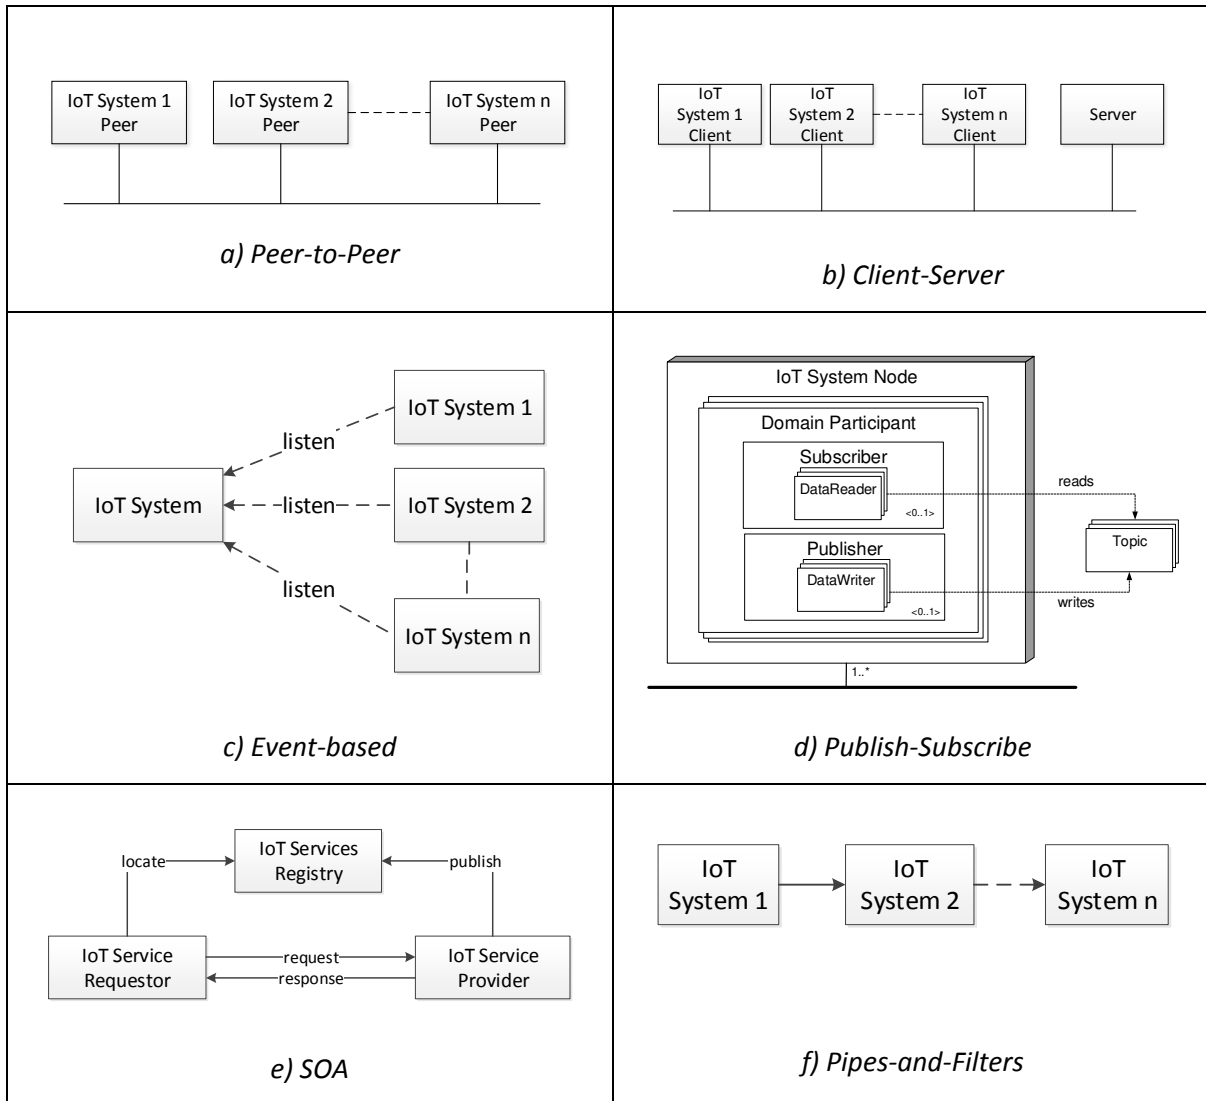 IoT System 1
Peer
IoT System 2
Peer
IoT System n
Peer
a) Peer-to-Peer
IoT
System 1
Client
IoT
System 2
Client
IoT
System n
Client
Server
b) Client-Server
IoT System 1
listen
IoT System
listen
IoT System 2
listen
IoT System n
c) Event-based
IoT System Node
Domain Participant
Subscriber
DataReader
<0..1>
reads
Publisher
DataWriter
<0..1>
Topic
writes
1..*
d) Publish-Subscribe
locate
IoT Services
Registry
publish
IoT Service
Requestor
request
response
IoT Service
Provider
e) SOA
IoT
System 1
IoT
System 2
IoT
System n
f) Pipes-and-Filters